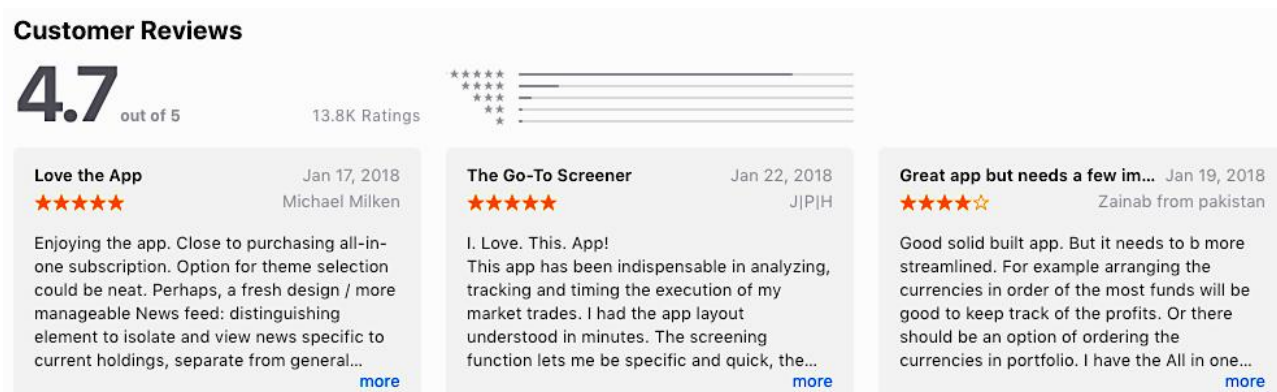 Customer Reviews
4.7 out of 5
13.8K Ratings
Love the App
Jan 17, 2018
Michael Milken
Enjoying the app. Close to purchasing all-in-
one subscription. Option for theme selection
could be neat. Perhaps, a fresh design / more
manageable News feed: distinguishing
element to isolate and view news specific to
current holdings, separate from general...
more
The Go-To Screener
Jan 22, 2018
J|P|H
I. Love. This. App!
This app has been indispensable in analyzing,
tracking and timing the execution of my
market trades. I had the app layout
understood in minutes. The screening
function lets me be specific and quick, the...
more
Great app but needs a few im...
Jan 19, 2018
Zainab from pakistan
Good solid built app. But it needs to b more
streamlined. For example arranging the
currencies in order of the most funds will be
good to keep track of the profits. Or there
should be an option of ordering the
currencies in portfolio. I have the All in one...
more